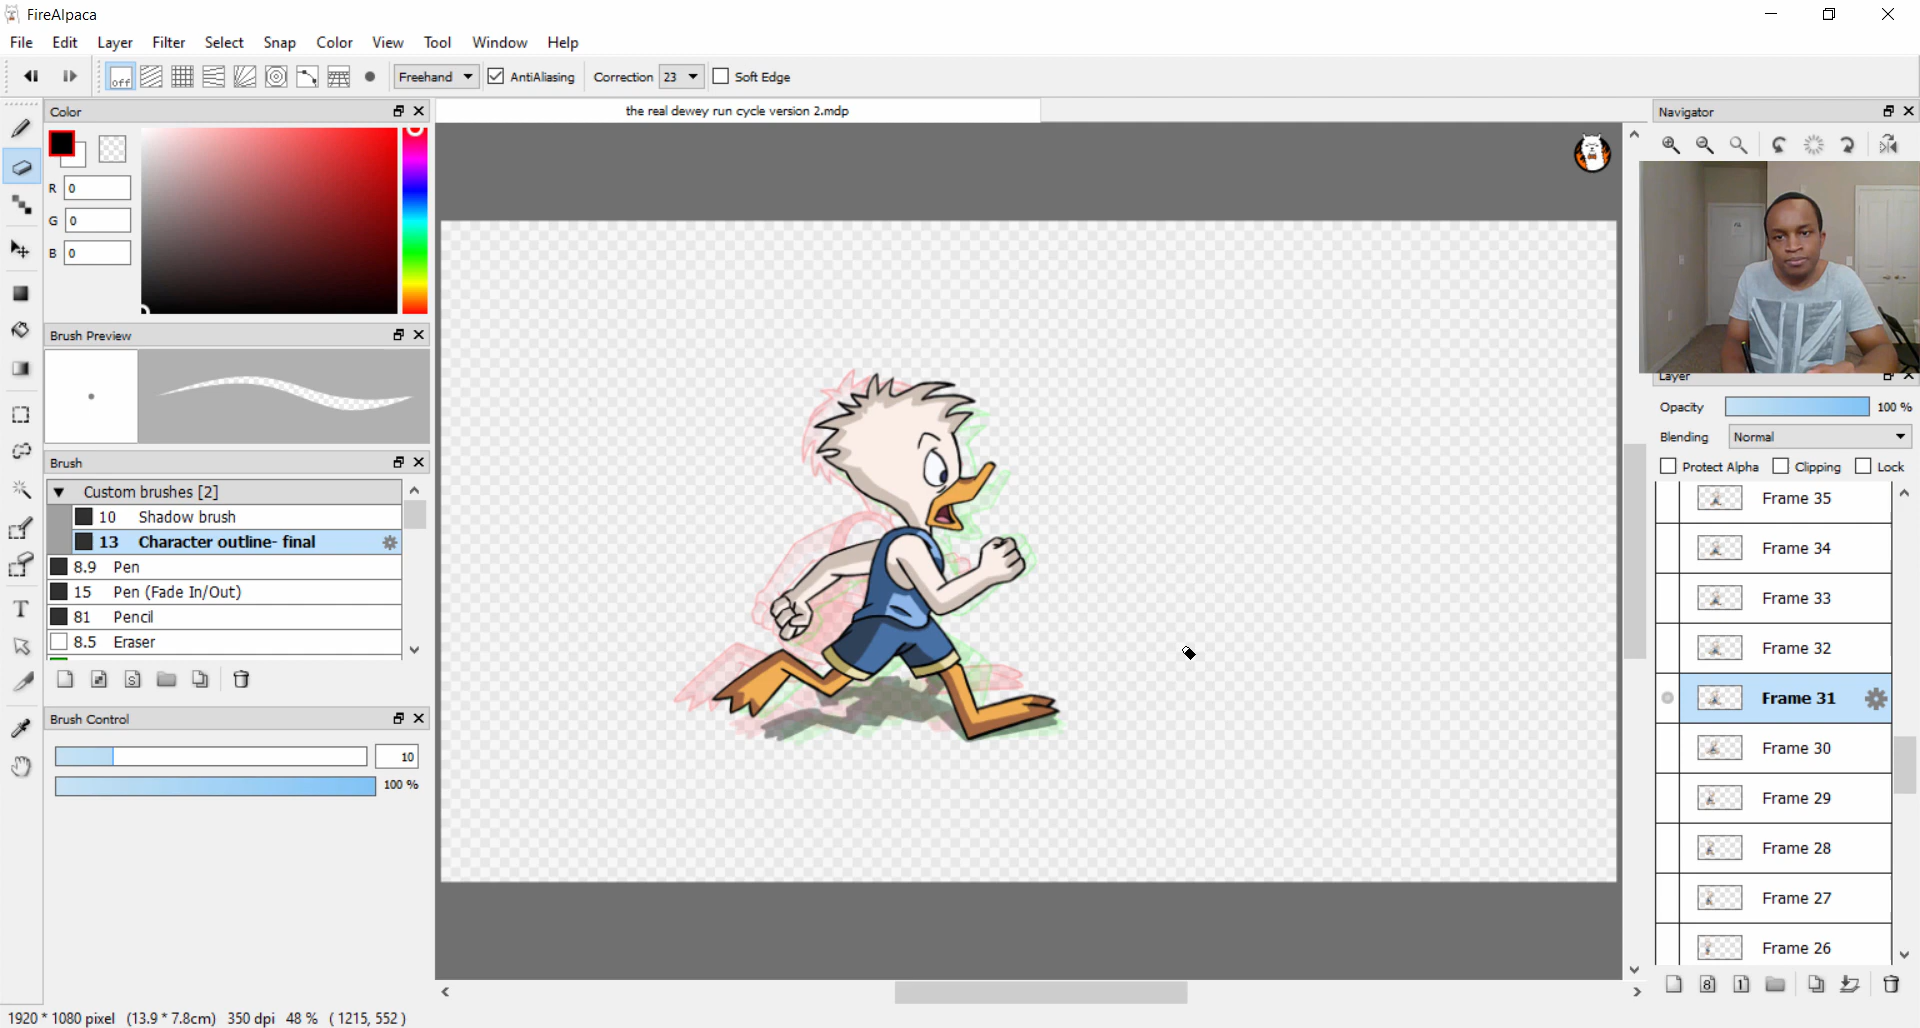 FireAlpaca
File Edit Layer Filter Select Snap Color View Tool Window Help
off Freehand AntiAliasing Correction 23 Soft Edge
Color
R 0
G 0
B 0
Brush Preview
Brush
Custom brushes [2]
10 Shadow brush
13 Character outline- final
8.9 Pen
15 Pen (Fade In/Out)
81 Pencil
8.5 Eraser
S
Brush Control
10
100 %
T
the real dewey run cycle version 2.mdp
Navigator
Layer
Opacity 100 %
Blending Normal
Protect Alpha Clipping Lock
Frame 35
Frame 34
Frame 33
Frame 32
Frame 31
Frame 30
Frame 29
Frame 28
Frame 27
Frame 26
8 1
1920 * 1080 pixel (13.9 * 7.8cm) 350 dpi 48 % ( 1215, 552 )